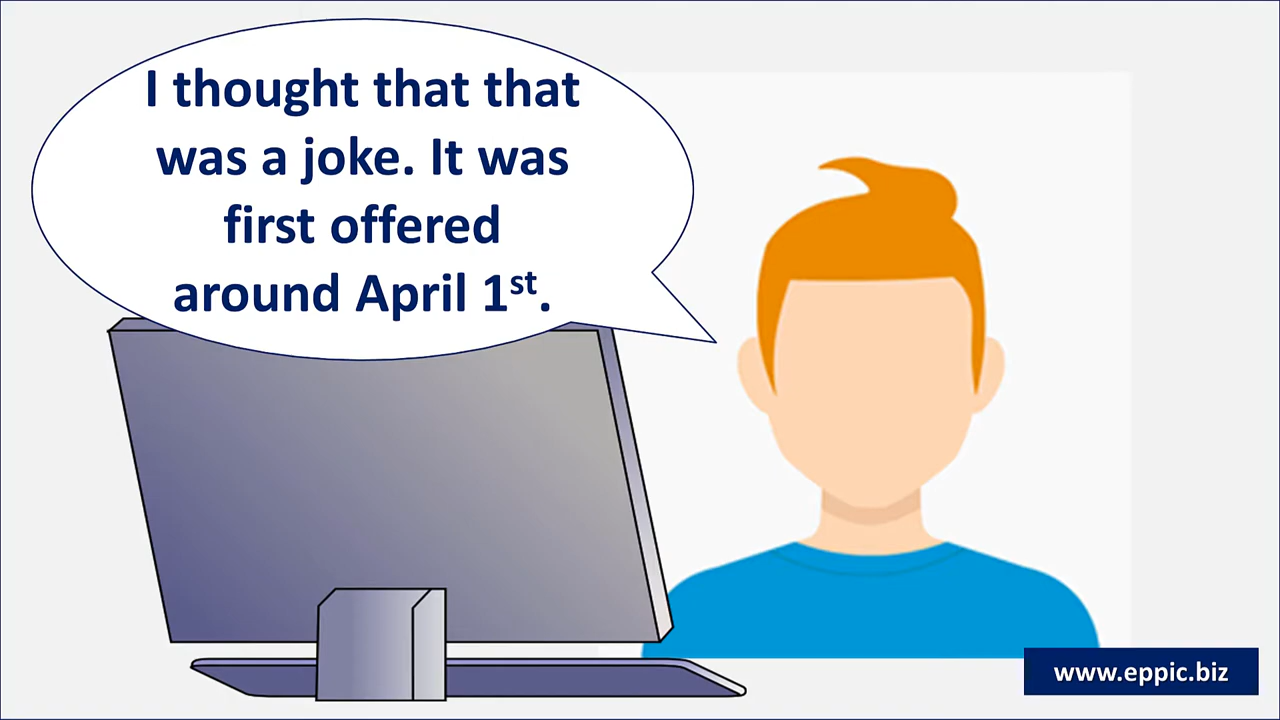 I thought that that
was a joke. It was
first offered
around April 1st.
www.eppic.biz